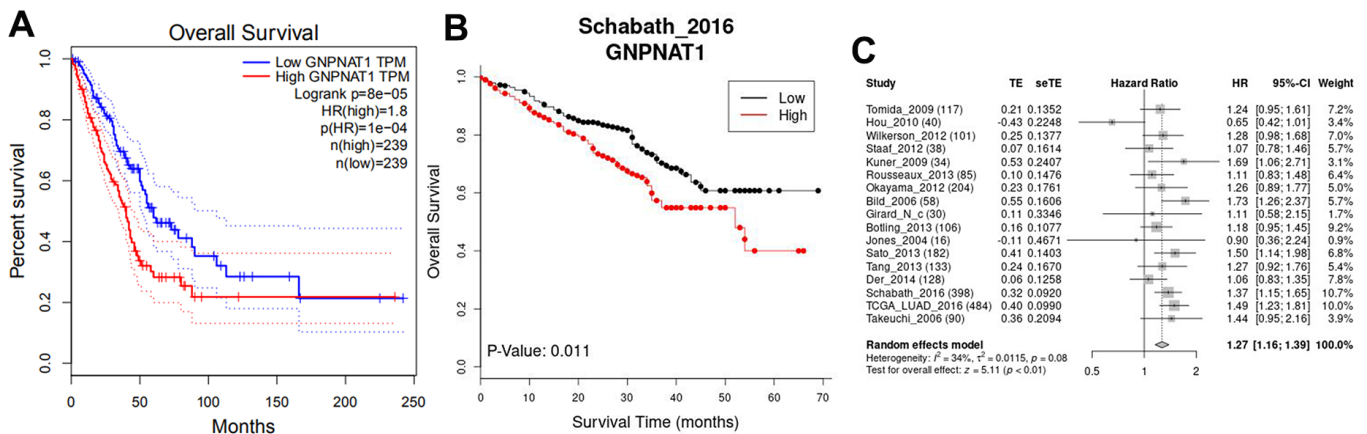 A
Overall Survival
Low GNPNAT1 TPM
High GNPNAT1 TPM
Logrank p=8e−05
HR(high)=1.8
p(HR)=1e−04
n(high)=239
n(low)=239
Percent survival
1.0
0.8
0.6
0.4
0.2
0.0
0 50 100 150 200 250
Months
B
Schabath_2016
GNPNAT1
Low
High
Overall Survival
1.0
0.8
0.6
0.4
0.2
0.0
P-Value: 0.011
0 10 20 30 40 50 60 70
Survival Time (months)
C
Study TE seTE Hazard Ratio HR 95%-CI Weight
Tomida_2009 (117) 0.21 0.1352 1.24 [0.95; 1.61] 7.2%
Hou_2010 (40) -0.43 0.2248 0.65 [0.42; 1.01] 3.4%
Wilkerson_2012 (101) 0.25 0.1377 1.28 [0.98; 1.68] 7.0%
Staaf_2012 (38) 0.07 0.1614 1.07 [0.78; 1.46] 5.7%
Kuner_2009 (34) 0.53 0.2407 1.69 [1.06; 2.71] 3.1%
Rousseaux_2013 (85) 0.10 0.1476 1.11 [0.83; 1.48] 6.4%
Okayama_2012 (204) 0.23 0.1761 1.26 [0.89; 1.77] 5.0%
Bild_2006 (58) 0.55 0.1606 1.73 [1.26; 2.37] 5.7%
Girard_N_c (30) 0.11 0.3346 1.11 [0.58; 2.15] 1.7%
Botling_2013 (106) 0.16 0.1077 1.18 [0.95; 1.45] 9.2%
Jones_2004 (16) -0.11 0.4671 0.90 [0.36; 2.24] 0.9%
Sato_2013 (182) 0.41 0.1403 1.50 [1.14; 1.98] 6.8%
Tang_2013 (133) 0.24 0.1670 1.27 [0.92; 1.76] 5.4%
Der_2014 (128) 0.06 0.1258 1.06 [0.83; 1.35] 7.8%
Schabath_2016 (398) 0.32 0.0920 1.37 [1.15; 1.65] 10.7%
TCGA_LUAD_2016 (484) 0.40 0.0990 1.49 [1.23; 1.81] 10.0%
Takeuchi_2006 (90) 0.36 0.2094 1.44 [0.95; 2.16] 3.9%
Random effects model 1.27 [1.16; 1.39] 100.0%
Heterogeneity: I² = 34%, τ² = 0.0115, p = 0.08
Test for overall effect: z = 5.11 (p < 0.01)
0.5 1 2